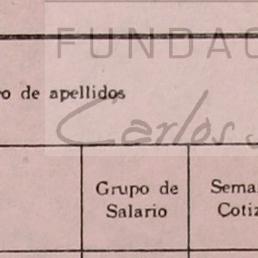 FUNDAC
o de apellidos
Carlos
Grupo de
Salario
Sema
Cotiz